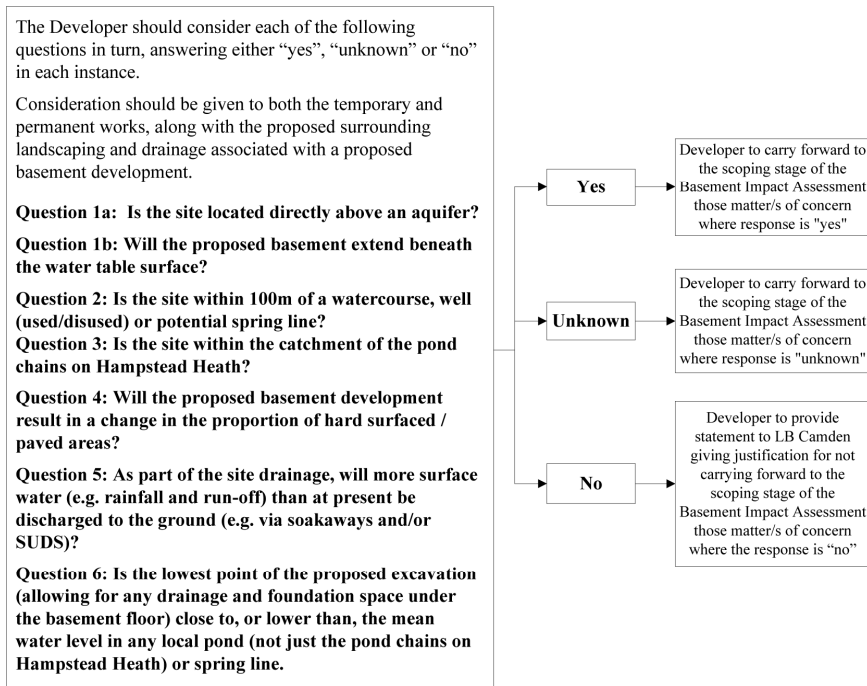 The Developer should consider each of the following
questions in turn, answering either “yes”, “unknown” or “no”
in each instance.
Consideration should be given to both the temporary and
permanent works, along with the proposed surrounding
landscaping and drainage associated with a proposed
basement development.
Question 1a: Is the site located directly above an aquifer?
Question 1b: Will the proposed basement extend beneath
the water table surface?
Question 2: Is the site within 100m of a watercourse, well
(used/disused) or potential spring line?
Question 3: Is the site within the catchment of the pond
chains on Hampstead Heath?
Question 4: Will the proposed basement development
result in a change in the proportion of hard surfaced /
paved areas?
Question 5: As part of the site drainage, will more surface
water (e.g. rainfall and run-off) than at present be
discharged to the ground (e.g. via soakaways and/or
SUDS)?
Question 6: Is the lowest point of the proposed excavation
(allowing for any drainage and foundation space under
the basement floor) close to, or lower than, the mean
water level in any local pond (not just the pond chains on
Hampstead Heath) or spring line.
Yes
Developer to carry forward to
the scoping stage of the
Basement Impact Assessment
those matter/s of concern
where response is "yes"
Unknown
Developer to carry forward to
the scoping stage of the
Basement Impact Assessment
those matter/s of concern
where response is "unknown"
No
Developer to provide
statement to LB Camden
giving justification for not
carrying forward to the
scoping stage of the
Basement Impact Assessment
those matter/s of concern
where the response is “no”